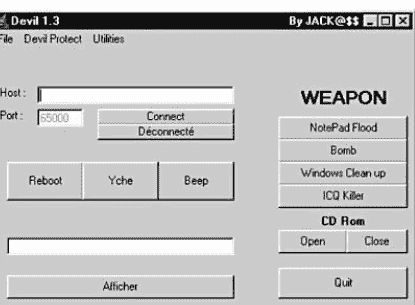 Devil 1.3 By JACK@$$
File Devil Protect Utilities
Host :
Port : 65000
Connect
Déconnecté
Reboot Yche Beep
Afficher
WEAPON
NotePad Flood
Bomb
Windows Clean up
ICQ Killer
CD Rom
Open Close
Quit